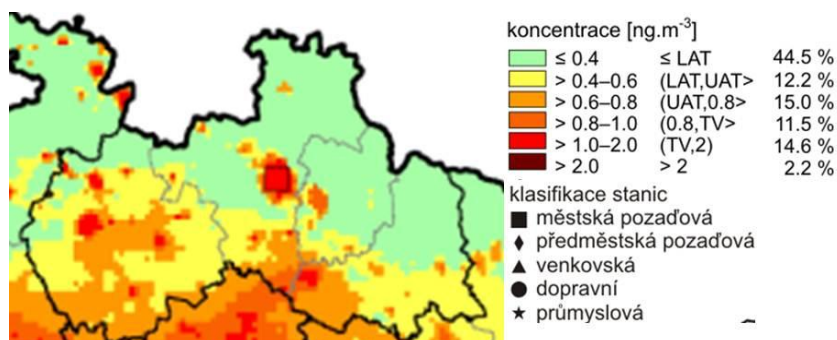 koncentrace [ng.m-3]
≤ 0.4 ≤ LAT 44.5 %
> 0.4–0.6 (LAT,UAT> 12.2 %
> 0.6–0.8 (UAT,0.8> 15.0 %
> 0.8–1.0 (0.8,TV> 11.5 %
> 1.0–2.0 (TV,2) 14.6 %
> 2.0 > 2 2.2 %
klasifikace stanic
městská pozaďová
předměstská pozaďová
venkovská
dopravní
průmyslová